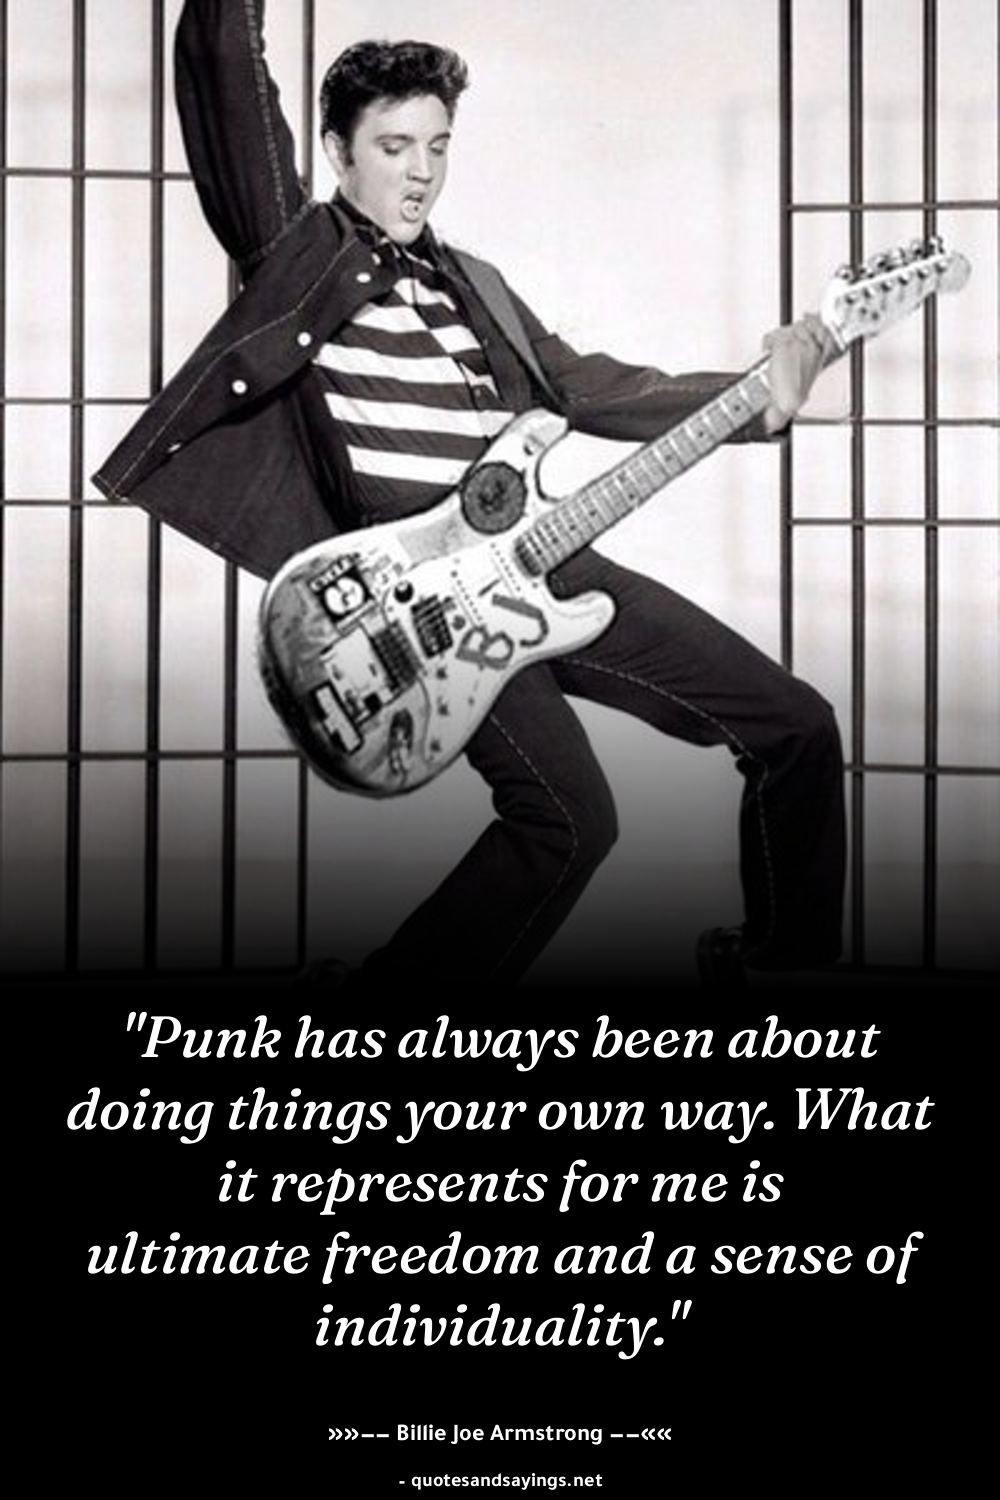 BJ
"Punk has always been about
doing things your own way. What
it represents for me is
ultimate freedom and a sense of
individuality."
»»–– Billie Joe Armstrong ––««
- quotesandsayings.net